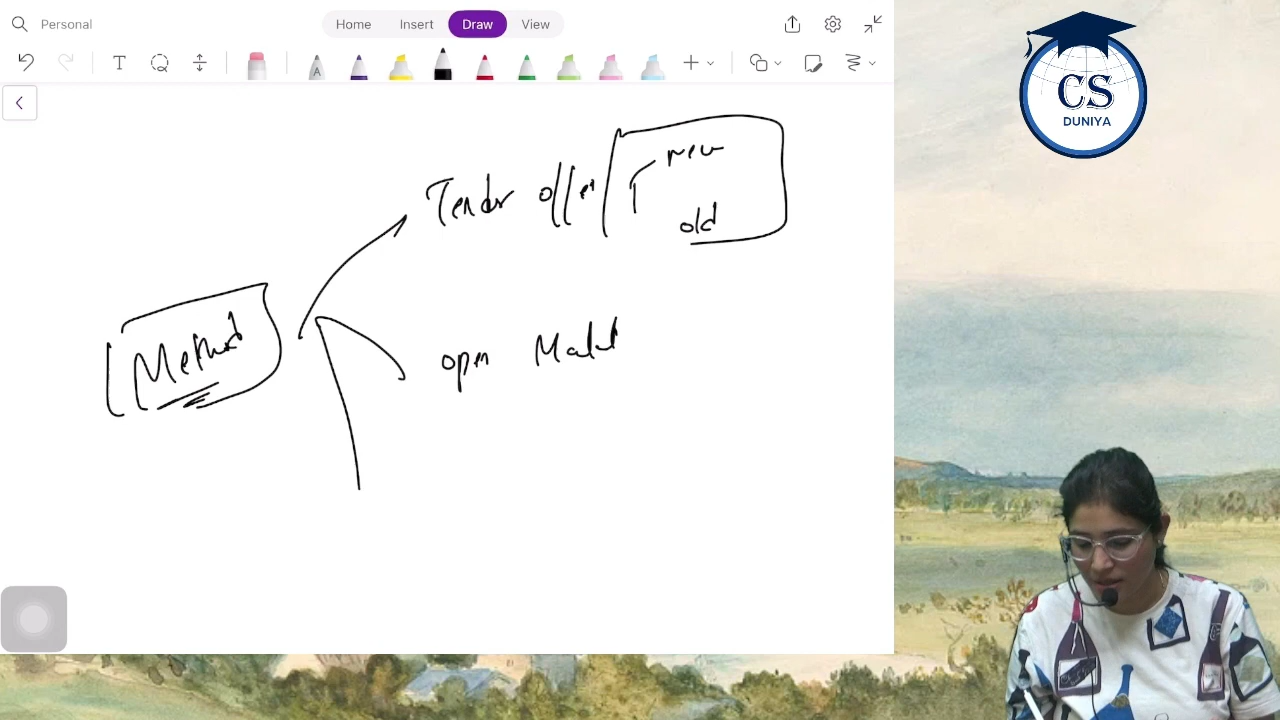 Personal
Home Insert Draw View
T
A
CS
DUNIYA
Tender offer
new
old
Method
open Market